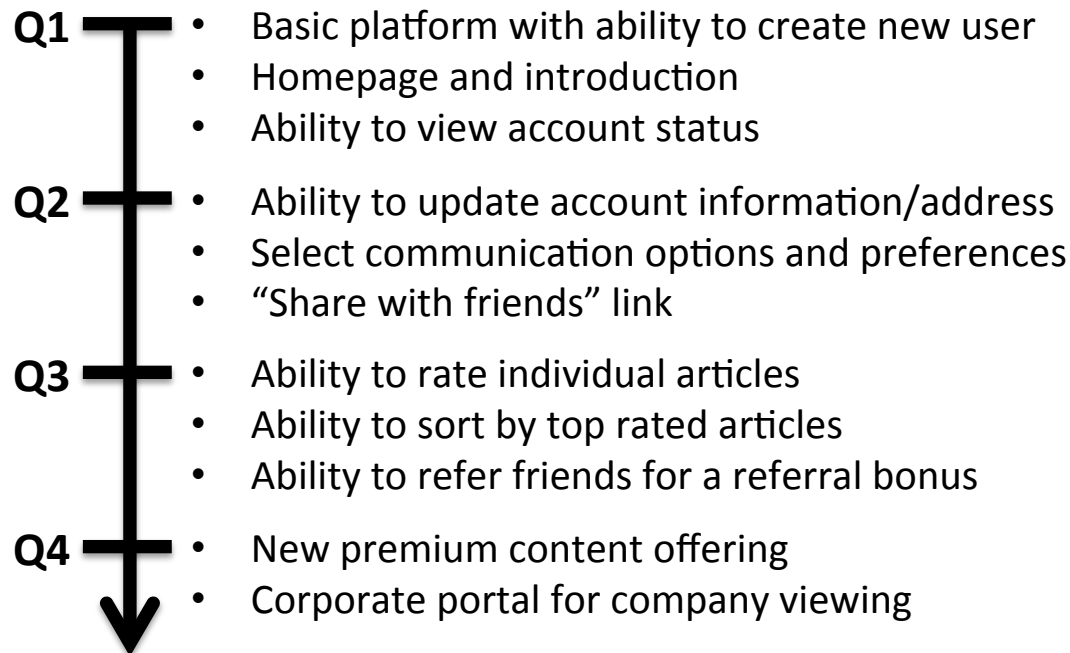 Q1 • Basic platform with ability to create new user
• Homepage and introduction
• Ability to view account status
Q2 • Ability to update account information/address
• Select communication options and preferences
• “Share with friends” link
Q3 • Ability to rate individual articles
• Ability to sort by top rated articles
• Ability to refer friends for a referral bonus
Q4 • New premium content offering
• Corporate portal for company viewing